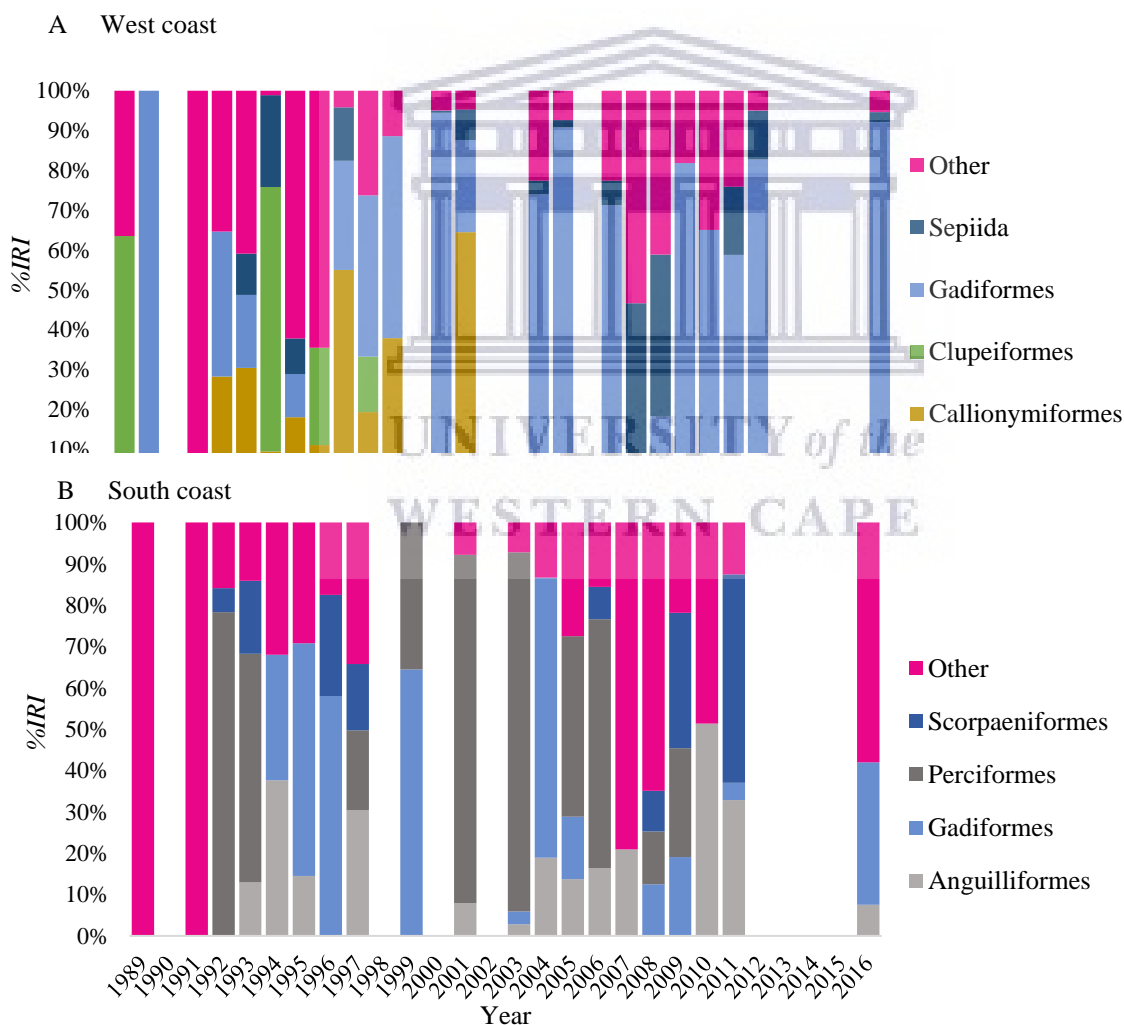 A West coast
100%
90%
80%
70%
60%
50%
40%
30%
20%
10%
%IRI
Other
Sepiida
Gadiformes
Clupeiformes
Callionymiformes
UNIVERSITY of the
WESTERN CAPE
B South coast
100%
90%
80%
70%
60%
50%
40%
30%
20%
10%
0%
%IRI
Other
Scorpaeniformes
Perciformes
Gadiformes
Anguilliformes
1989 1990 1991 1992 1993 1994 1995 1996 1997 1998 1999 2000 2001 2002 2003 2004 2005 2006 2007 2008 2009 2010 2011 2012 2013 2014 2015 2016
Year